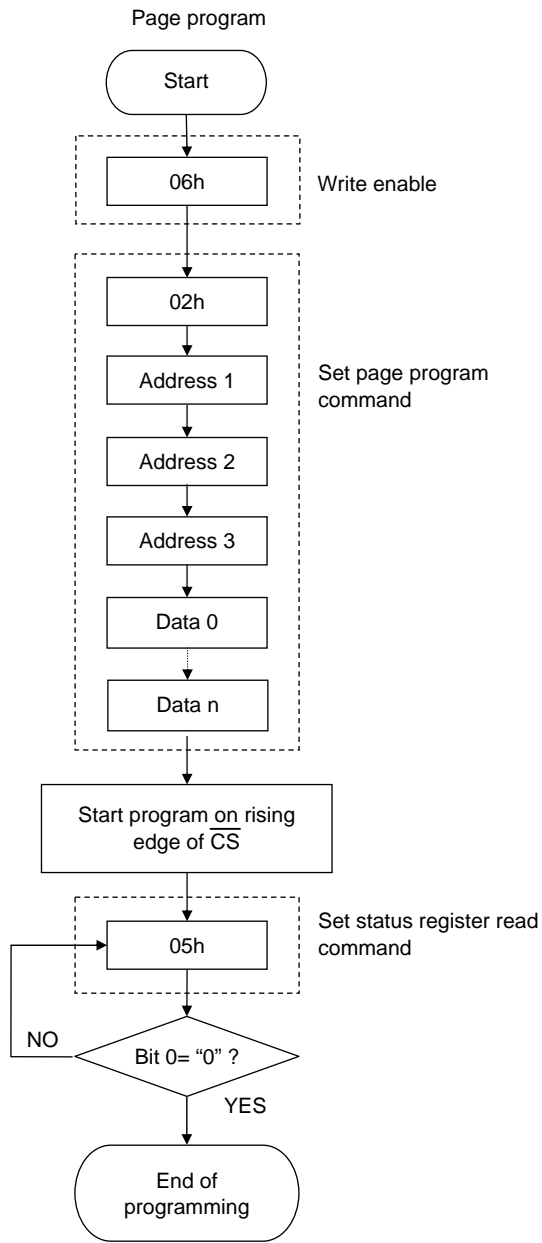 Page program
Start
06h
Write enable
02h
Address 1
Set page program
command
Address 2
Address 3
Data 0
Data n
Start program on rising
edge of C̅S̅
05h
Set status register read
command
NO
Bit 0= “0” ?
YES
End of
programming